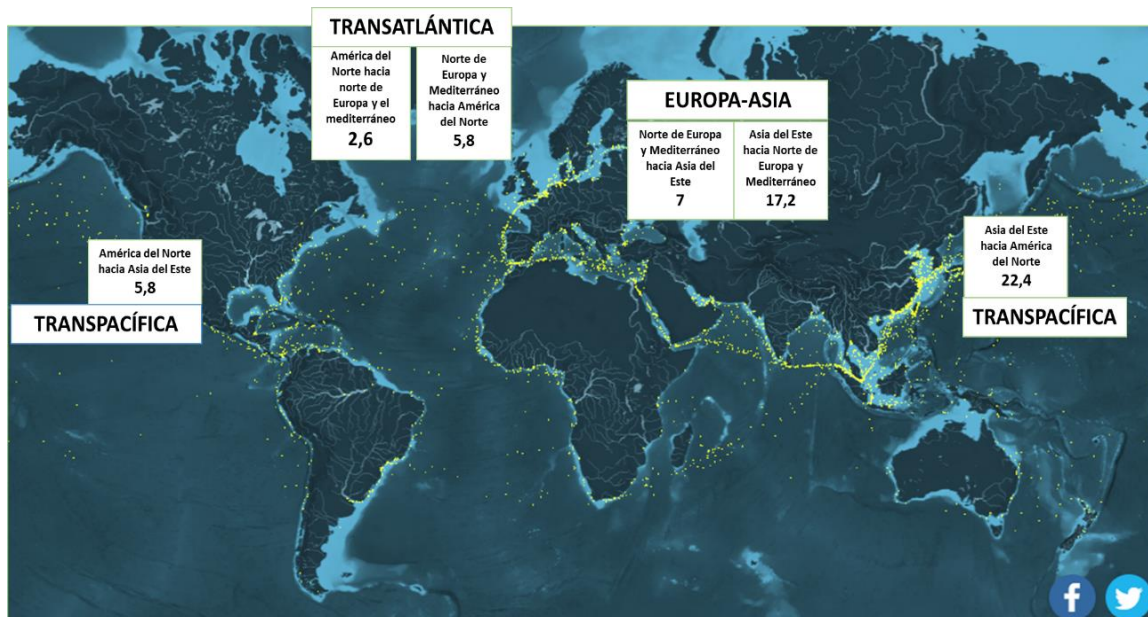 TRANSATLÁNTICA
América del
Norte hacia
norte de
Europa y el
mediterráneo
2,6
Norte de
Europa y
Mediterráneo
hacia América
del Norte
5,8
EUROPA-ASIA
Norte de Europa
y Mediterráneo
hacia Asia del
Este
7
Asia del Este
hacia Norte de
Europa y
Mediterráneo
17,2
América del Norte
hacia Asia del Este
5,8
TRANSPACÍFICA
Asia del Este
hacia América
del Norte
22,4
TRANSPACÍFICA